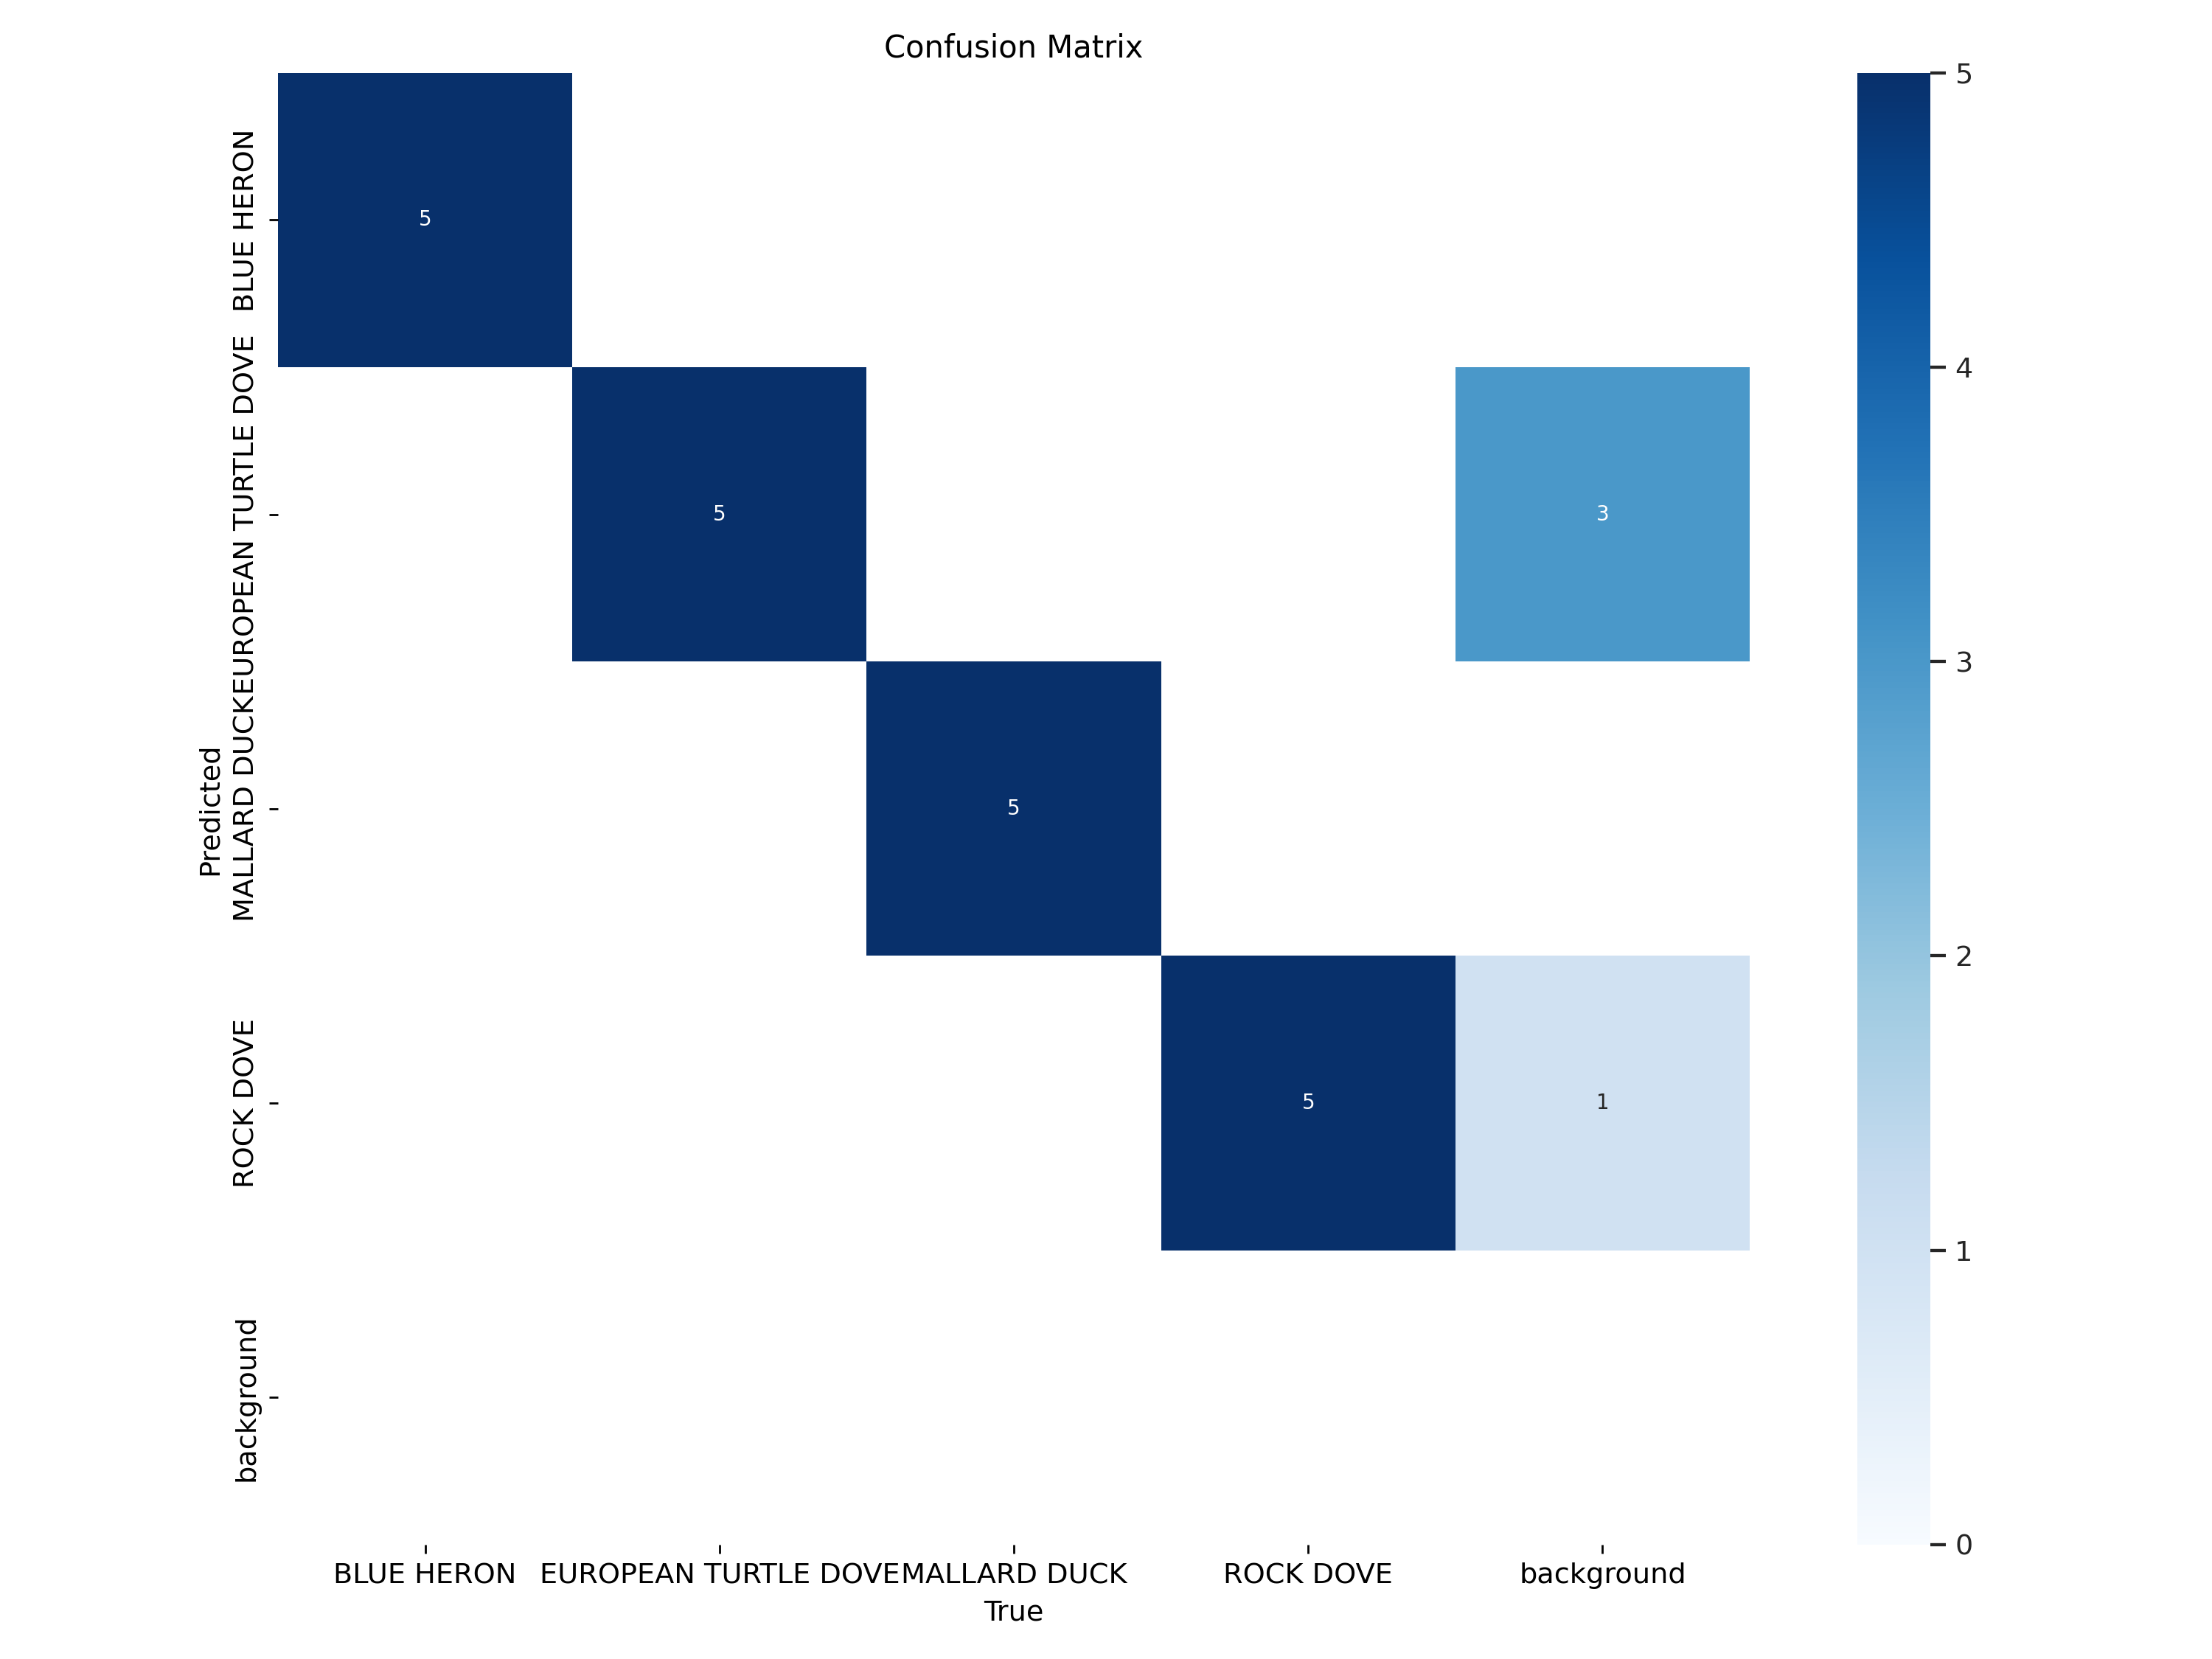 Confusion Matrix
BLUE HERON
EUROPEAN TURTLE DOVE
MALLARD DUCK
ROCK DOVE
background
Predicted
5
5
3
5
5
1
BLUE HERON
EUROPEAN TURTLE DOVE
MALLARD DUCK
ROCK DOVE
background
True
5
4
3
2
1
0